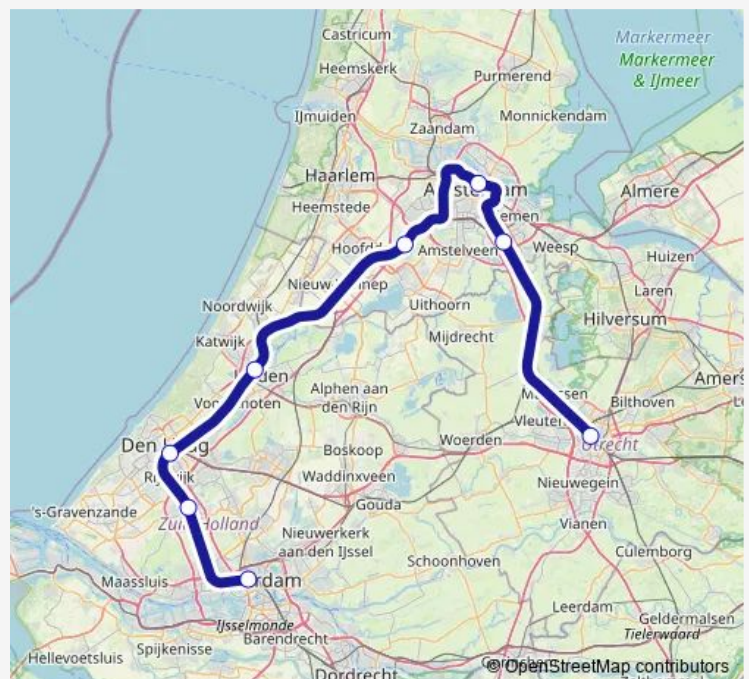 Castricum
Markermeer
Heemskerk
Markermeer
& IJmeer
Purmerend
IJmuiden
Monnickendam
Zaandam
Haarlem
Almere
Heemstede
Weesp
Amstelveen
Huizen
Laren
Noordwijk
Uithoorn
Hilversum
Katwijk
Mijdrecht
Alphen aan
den Rijn
Bilthoven
Vleuten
Utrecht
Woerden
Boskoop
Waddinxveen
Nieuwegein
Gouda
's-Gravenzande
Vianen
Nieuwerkerk
aan den IJssel
Culemborg
Schoonhoven
Maassluis
Leerdam
IJsselmonde
Geldermalsen
Tielerwaard
Barendrecht
Spijkenisse
Hellevoetsluis
Dordrecht
© OpenStreetMap contributors